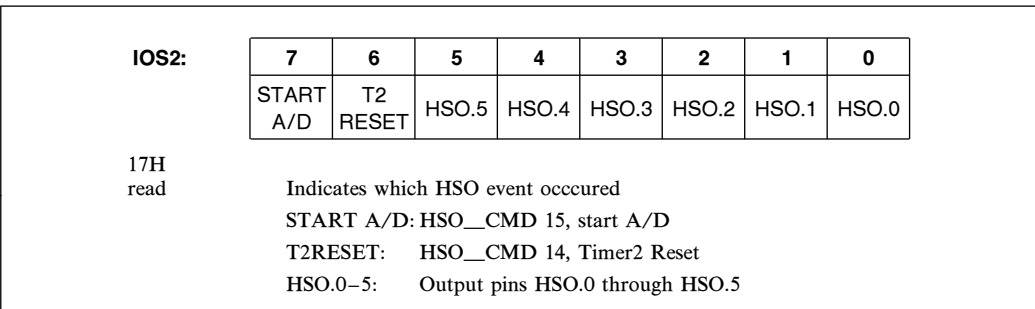 IOS2: 7 6 5 4 3 2 1 0
START A/D T2 RESET HSO.5 HSO.4 HSO.3 HSO.2 HSO.1 HSO.0
17H
read Indicates which HSO event occcured
START A/D: HSO__CMD 15, start A/D
T2RESET: HSO__CMD 14, Timer2 Reset
HSO.0–5: Output pins HSO.0 through HSO.5